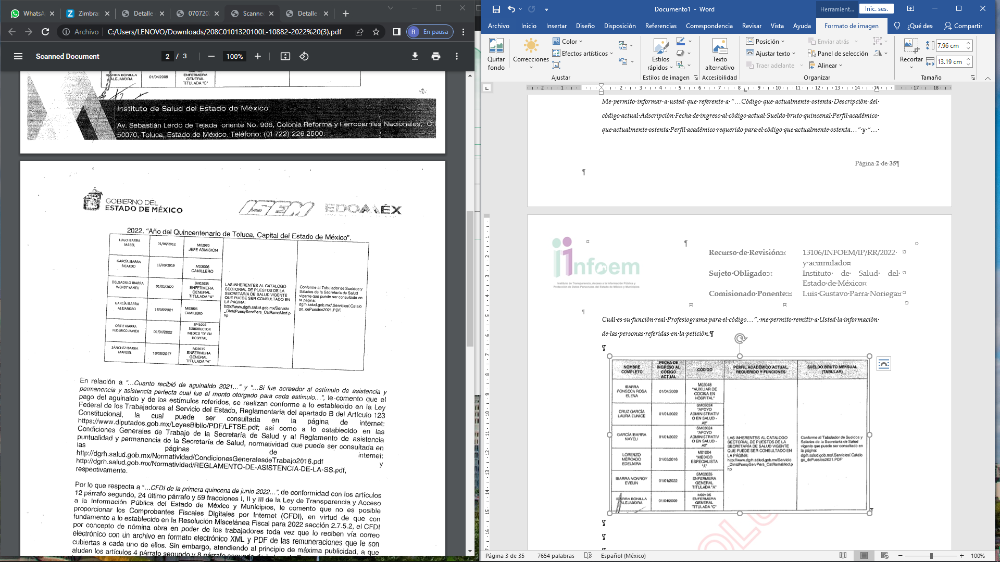 WhatsA
Zimbra:
Detalle
070720
Scanne
Detalle
Archivo
C:/Users/LENOVO/Downloads/208C0101320100L-10882-2022%20(3).pdf
R
En pausa
Scanned Document
2 / 3
100%
IBARRA BONILLA
ALEJANDRA
01/04/2009
M02105
ENFERMERA
GENERAL
TITULADA "C"
Instituto de Salud del Estado de México
Av. Sebastián Lerdo de Tejada oriente No. 906, Colonia Reforma y Ferrocarriles Nacionales, C.P
50070, Toluca, Estado de México. Teléfono: (01 722) 226 2500.
GOBIERNO DEL
ESTADO DE MÉXICO
ISEM
EDOMÉX
2022. “Año del Quincentenario de Toluca, Capital del Estado de México”.
LUGO IBARRA
MABEL
01/06/2012
M02060
JEFE ADMISIÓN
GARCÍA IBARRA
RICARDO
16/09/2019
M03006
CAMILLERO
DELGADILLO IBARRA
WENDY YANELI
01/01/2022
SM02035
ENFERMERA
GENERAL
TITULADA "A"
GARCÍA IBARRA
ALEJANDRO
16/06/2021
M03006
CAMILLERO
ORTIZ IBARRA
FEDERICO JAVIER
01/01/2022
SF41008
SUBDIRECTOR
MEDICO "D" EN
HOSPITAL
SÁNCHEZ IBARRA
MANUEL
16/05/2017
M02035
ENFERMERA
GENERAL
TITULADA "A"
LAS INHERENTES AL CATALOGO
SECTORIAL DE PUESTOS DE LA
SECRETARÍA DE SALUD VIGENTE
QUE PUEDE SER CONSULTADO EN
LA PÁGINA:
http://www.dgrh.salud.gob.mx/Servicio
_DIntdPuesyServPers_CatRamaMed.p
hp
Conforme al Tabulador de Sueldos y
Salarios de la Secretaría de Salud
vigente que puede ser consultado en
la página:
dgrh.salud.gob.mx/.Servicios/.Catalo
go_dePuestos2021.PDF
En relación a “…Cuanto recibió de aguinaldo 2021…” y “…Si fue acreedor al estímulo de asistencia y
permanencia y asistencia perfecta cual fue el monto otorgado para cada estimulo…”, le comento que el
pago del aguinaldo y de los estímulos referidos, se realizan conforme a lo establecido en la Ley
Federal de los Trabajadores al Servicio del Estado, Reglamentaria del apartado B del Artículo 123
Constitucional, la cual puede ser consultada en la página de internet:
https://www.diputados.gob.mx/LeyesBiblio/PDF/LFTSE.pdf; así como a lo establecido en las
Condiciones Generales de Trabajo de la Secretaría de Salud y al Reglamento de asistencia
puntualidad y permanencia de la Secretaría de Salud, normatividad que puede ser consultada en
las páginas de internet:
http://dgrh.salud.gob.mx/Normatividad/CondicionesGeneralesdeTrabajo2016.pdf y
http://dgrh.salud.gob.mx/Normatividad/REGLAMENTO-DE-ASISTENCIA-DE-LA-SS.pdf,
respectivamente.
Por lo que respecta a “…CFDI de la primera quincena de junio 2022…”, de conformidad con los artículos
12 párrafo segundo, 24 último párrafo y 59 fracciones I, II y III de la Ley de Transparencia y Acceso
a la Información Pública del Estado de México y Municipios, le comento que no es posible
proporcionar los Comprobantes Fiscales Digitales por Internet (CFDI), en virtud de que con
fundamento a lo establecido en la Resolución Miscelánea Fiscal para 2022 sección 2.7.5.2, el CFDI
por concepto de nómina obra en poder de los trabajadores toda vez que lo reciben vía correo
electrónico con un archivo en formato electrónico XML y PDF de las remuneraciones que le son
cubiertas a cada uno de ellos. Sin embargo, atendiendo al principio de máxima publicidad, a que
aluden los artículos 4 párrafo segundo y 8 párrafo segundo de la
Documento1 - Word
Herramient...
Inic. ses.
Archivo Inicio Insertar Diseño Disposición Referencias Correspondencia Revisar Vista Ayuda Formato de imagen ¿Qué des Compartir
Quitar
fondo
Correcciones
Color
Efectos artísticos
Ajustar
Estilos
rápidos
Estilos de imagen
Texto
alternativo
Accesibilidad
Posición
Ajustar texto
Traer adelante
Enviar atrás
Panel de selección
Alinear
Organizar
Recortar
7.96 cm
13.19 cm
Tamaño
Me permito informar a usted que referente a “…Código que actualmente ostenta Descripción del
código actual Adscripción Fecha de ingreso al código actual Sueldo bruto quincenal Perfil académico
que actualmente ostenta Perfil académico requerido para el código que actualmente ostenta…” y “…
Página 2 de 35¶
infoem
Instituto de Transparencia, Acceso a la Información Pública y
Protección de Datos Personales del Estado de México y Municipios
Recurso de Revisión:
13106/INFOEM/IP/RR/2022
y acumulado
Sujeto Obligado:
Instituto de Salud del
Estado de México
Comisionado Ponente:
Luis Gustavo Parra Noriega
Cuál es su función real Profesiograma para el código…”, me permito remitir a Usted la información
de las personas referidas en la petición:¶
NOMBRE
COMPLETO
FECHA DE
INGRESO AL
CÓDIGO
ACTUAL
CÓDIGO
PERFIL ACADÉMICO ACTUAL,
REQUERIDO Y FUNCIONES
SUELDO BRUTO MENSUAL
(TABULAR)
IBARRA
FONSECA ROSA
ELENA
01/04/2009
M02048
"AUXILIAR DE
COCINA EN
HOSPITAL"
CRUZ GARCÍA
LAURA EUNICE
01/01/2022
SM03024
"APOYO
ADMINISTRATIV
O EN SALUD -
A2"
GARCÍA IBARRA
NAYELI
01/01/2022
SM03024
"APOYO
ADMINISTRATIV
O EN SALUD -
A2"
LORENZO
MERCADO
EDELMIRA
01/05/2016
M01004
"MEDICO
ESPECIALISTA
"A"
IBARRA MONROY
EVELIN
01/01/2022
SM02035
ENFERMERA
GENERAL
TITULADA "A"
IBARRA BONILLA
ALEJANDRA
01/04/2009
M02105
ENFERMERA
GENERAL
TITULADA "C"
LAS INHERENTES AL CATALOGO
SECTORIAL DE PUESTOS DE LA
SECRETARÍA DE SALUD VIGENTE
QUE PUEDE SER CONSULTADO EN
LA PÁGINA:
http://www.dgrh.salud.gob.mx/Servicio
_DIntdPuesyServPers_CatRamaMed.p
hp
Conforme al Tabulador de Sueldos y
Salarios de la Secretaría de Salud
vigente que puede ser consultado en
la página:
dgrh.salud.gob.mx/.Servicios/.Catalo
go_dePuestos2021.PDF
Página 3 de 35
7654 palabras
Español (México)
100%